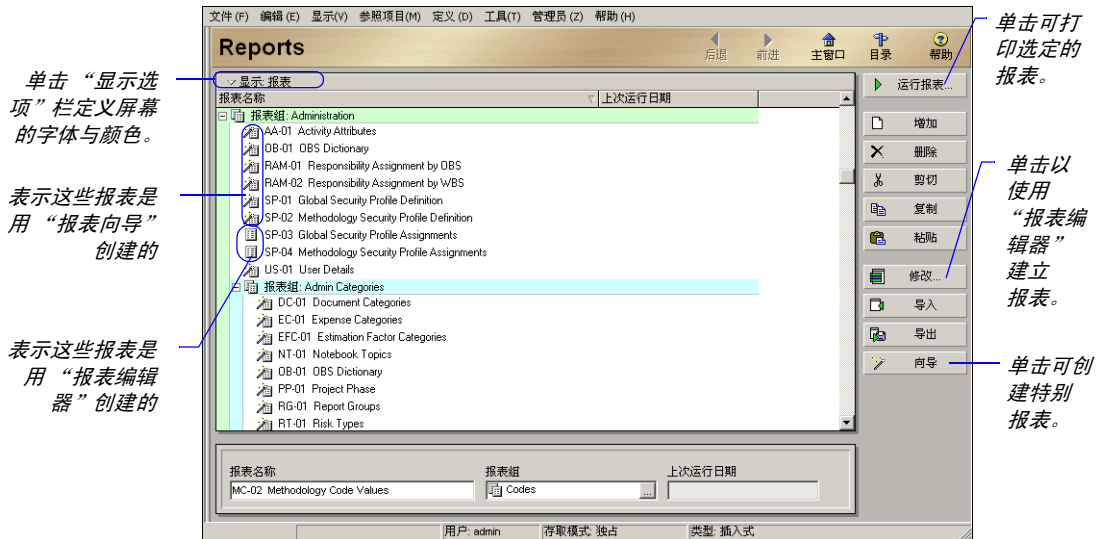 文件(F) 编辑(E) 显示(V) 参照项目(M) 定义(D) 工具(T) 管理员(Z) 帮助(H)
Reports
后退 前进 主窗口 目录 帮助
显示: 报表
报表名称 上次运行日期
报表组: Administration
AA-01 Activity Attributes
OB-01 OBS Dictionary
RAM-01 Responsibility Assignment by OBS
RAM-02 Responsibility Assignment by WBS
SP-01 Global Security Profile Definition
SP-02 Methodology Security Profile Definition
SP-03 Global Security Profile Assignments
SP-04 Methodology Security Profile Assignments
US-01 User Details
报表组: Admin Categories
DC-01 Document Categories
EC-01 Expense Categories
EFC-01 Estimation Factor Categories
NT-01 Notebook Topics
OB-01 OBS Dictionary
PP-01 Project Phase
RG-01 Report Groups
RT-01 Risk Types
运行报表...
增加
删除
剪切
复制
粘贴
修改...
导入
导出
向导
报表名称 报表组 上次运行日期
MC-02 Methodology Code Values Codes ...
用户: admin 存取模式: 独占 类型: 插入式
单击 “显示选
项”栏定义屏幕
的字体与颜色。
表示这些报表是
用 “报表向导”
创建的
表示这些报表是
用 “报表编辑
器”创建的
单击可打
印选定的
报表。
单击以
使用
“报表编
辑器”
建立
报表。
单击可创
建特别
报表。